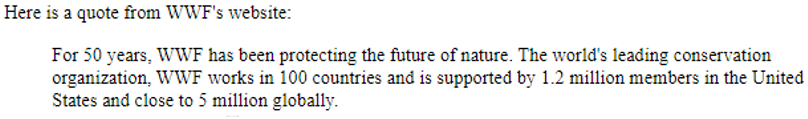 Here is a quote from WWF's website:
For 50 years, WWF has been protecting the future of nature. The world's leading conservation
organization, WWF works in 100 countries and is supported by 1.2 million members in the United
States and close to 5 million globally.